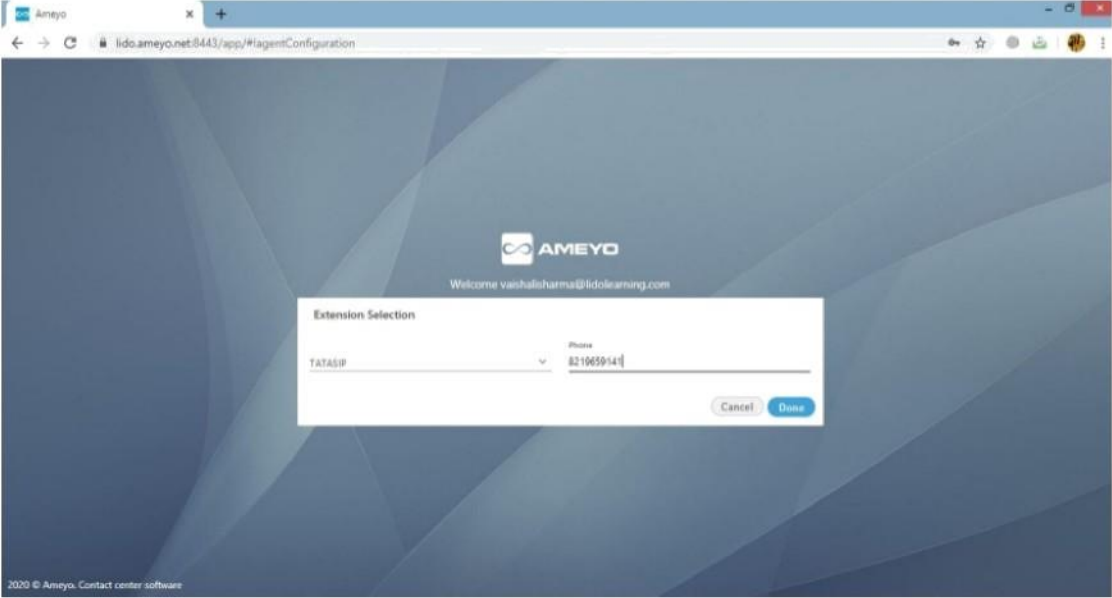 Ameyo
lido.ameyo.net:8443/app/#lagentConfiguration
AMEYO
Welcome vaishalisharma@lidolearning.com
Extension Selection
Phone
TATASIP
8219659141
Cancel
Done
2020 © Ameyo. Contact center software